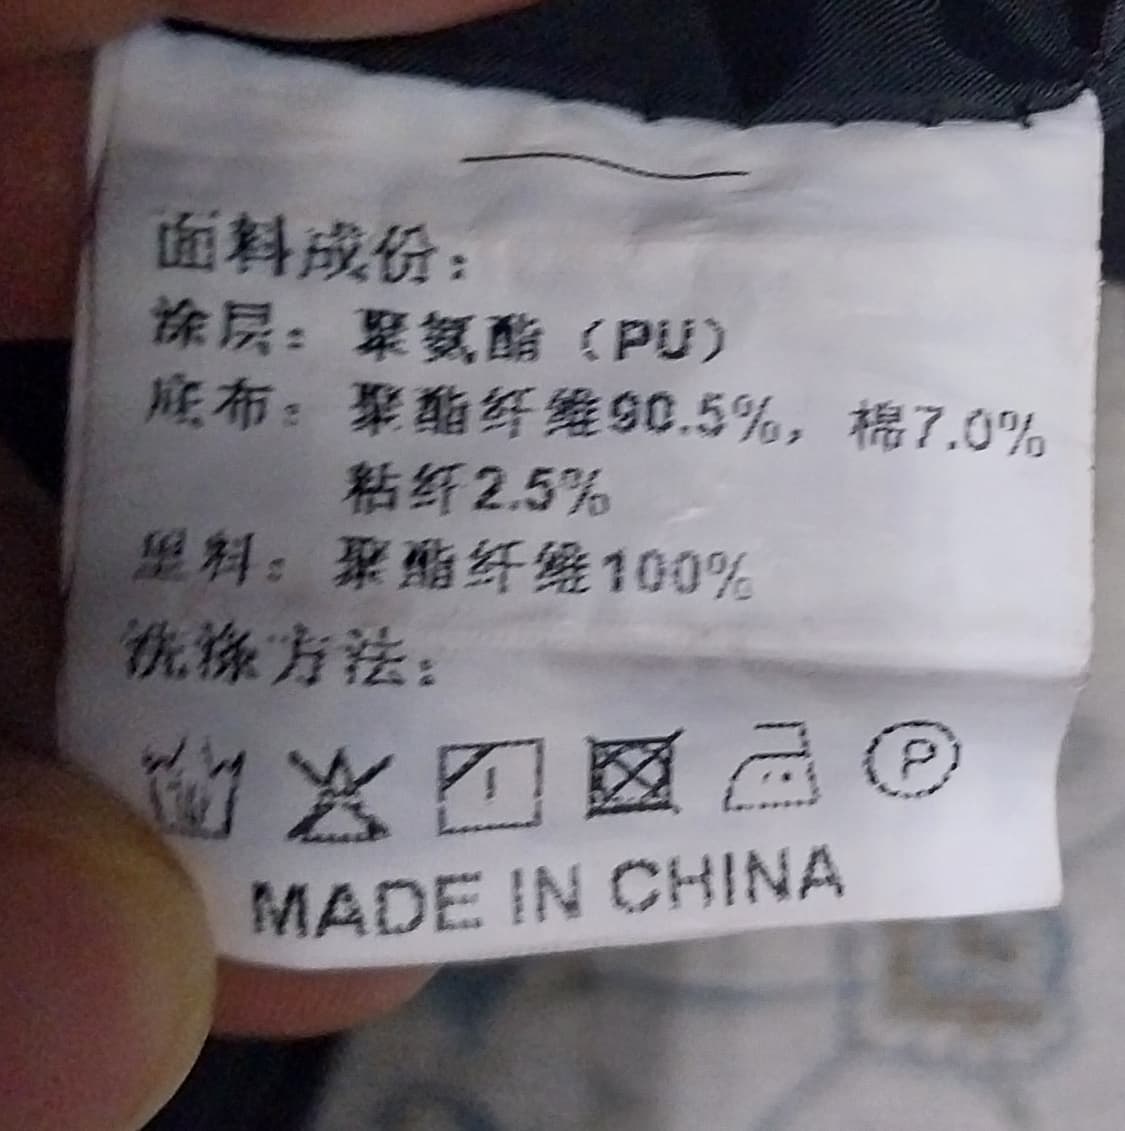 面料成份:
涂层: 聚氨酯 (PU)
底布: 聚酯纤维90.5%, 棉7.0%
粘纤2.5%
里料: 聚酯纤维100%
洗涤方法:
P
MADE IN CHINA